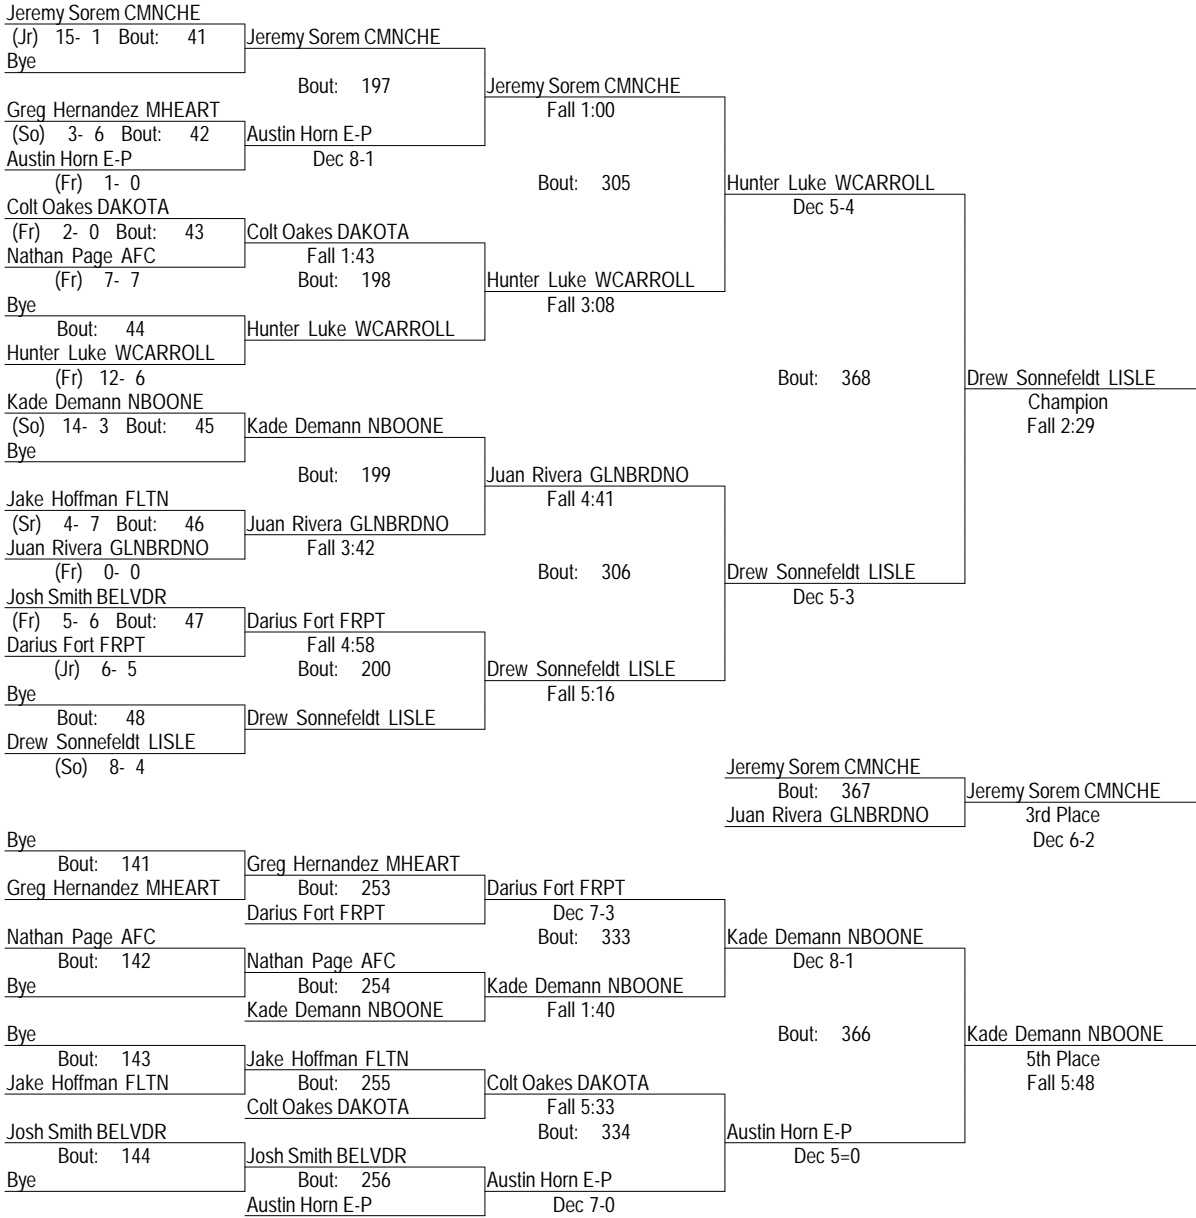 Jeremy Sorem CMNCHE
(Jr) 15- 1 Bout: 41 Jeremy Sorem CMNCHE
Bye
Bout: 197 Jeremy Sorem CMNCHE
Greg Hernandez MHEART Fall 1:00
(So) 3- 6 Bout: 42 Austin Horn E-P
Austin Horn E-P Dec 8-1
(Fr) 1- 0 Bout: 305 Hunter Luke WCARROLL
Colt Oakes DAKOTA Dec 5-4
(Fr) 2- 0 Bout: 43 Colt Oakes DAKOTA
Nathan Page AFC Fall 1:43
(Fr) 7- 7 Bout: 198 Hunter Luke WCARROLL
Bye Fall 3:08
Bout: 44 Hunter Luke WCARROLL
Hunter Luke WCARROLL
(Fr) 12- 6 Bout: 368 Drew Sonnefeldt LISLE
Kade Demann NBOONE Champion
(So) 14- 3 Bout: 45 Kade Demann NBOONE Fall 2:29
Bye
Bout: 199 Juan Rivera GLNBRDNO
Jake Hoffman FLTN Fall 4:41
(Sr) 4- 7 Bout: 46 Juan Rivera GLNBRDNO
Juan Rivera GLNBRDNO Fall 3:42
(Fr) 0- 0 Bout: 306 Drew Sonnefeldt LISLE
Josh Smith BELVDR Dec 5-3
(Fr) 5- 6 Bout: 47 Darius Fort FRPT
Darius Fort FRPT Fall 4:58
(Jr) 6- 5 Bout: 200 Drew Sonnefeldt LISLE
Bye Fall 5:16
Bout: 48 Drew Sonnefeldt LISLE
Drew Sonnefeldt LISLE
(So) 8- 4 Jeremy Sorem CMNCHE
Bout: 367 Jeremy Sorem CMNCHE
Juan Rivera GLNBRDNO 3rd Place
Bye Dec 6-2
Bout: 141 Greg Hernandez MHEART
Greg Hernandez MHEART Bout: 253 Darius Fort FRPT
Darius Fort FRPT Dec 7-3
Nathan Page AFC Bout: 333 Kade Demann NBOONE
Bout: 142 Nathan Page AFC Dec 8-1
Bye Bout: 254 Kade Demann NBOONE
Kade Demann NBOONE Fall 1:40
Bye Bout: 366 Kade Demann NBOONE
Bout: 143 Jake Hoffman FLTN 5th Place
Jake Hoffman FLTN Bout: 255 Colt Oakes DAKOTA Fall 5:48
Colt Oakes DAKOTA Fall 5:33
Josh Smith BELVDR Bout: 334 Austin Horn E-P
Bout: 144 Josh Smith BELVDR Dec 5=0
Bye Bout: 256 Austin Horn E-P
Austin Horn E-P Dec 7-0